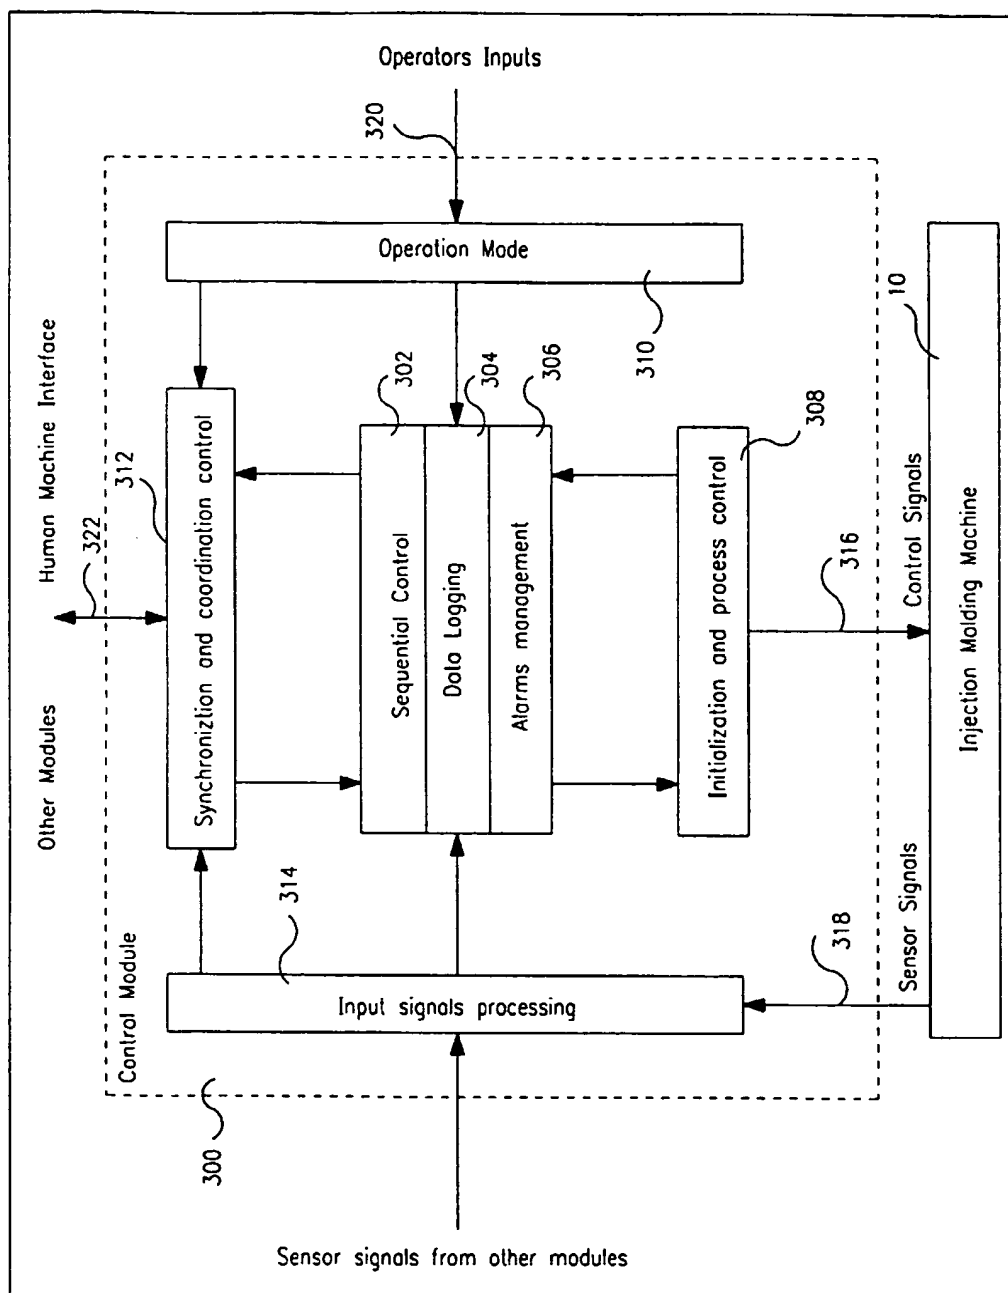 Other Modules
Human Machine Interface
322
312
Synchroniztion and coordination control
Control Module
300
314
Input signals processing
Sensor signals from other modules
302
Sequential Control
304
Data Logging
306
Alarms management
Operation Mode
310
320
Operators Inputs
308
Initialization and process control
316
Control Signals
318
Sensor Signals
10
Injection Molding Machine